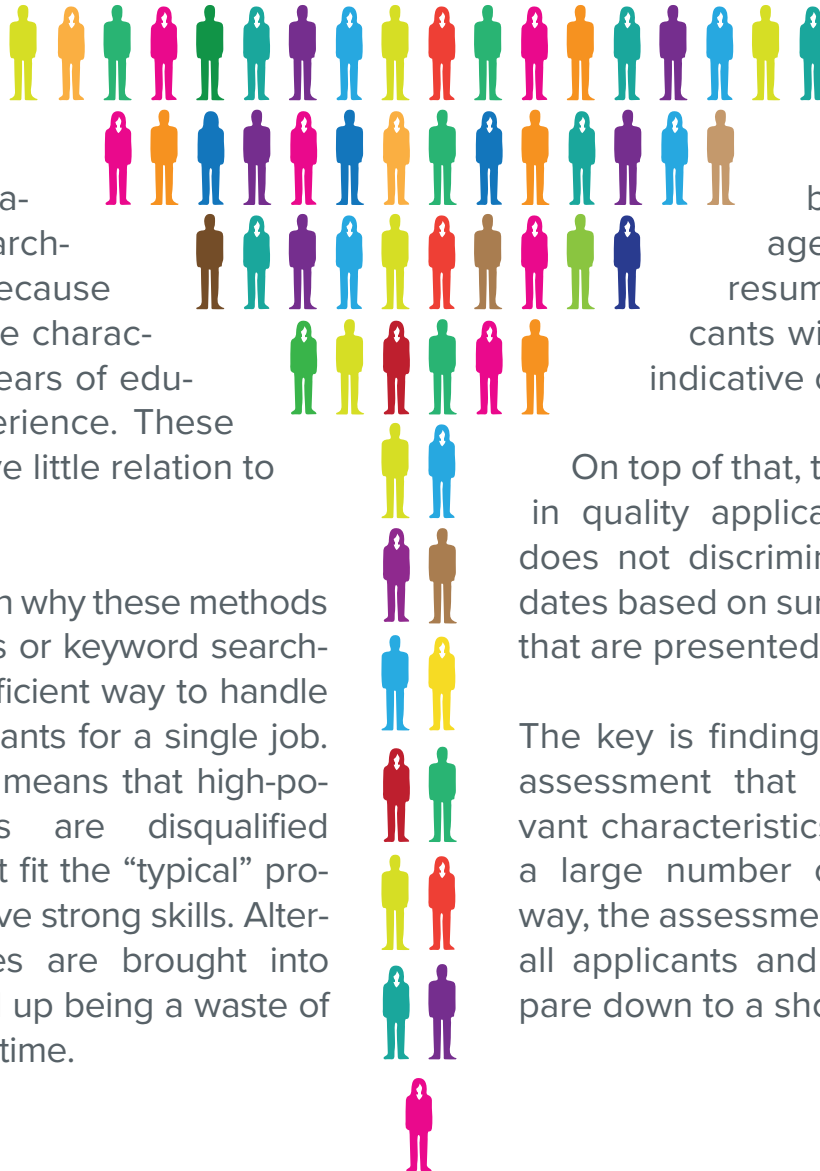 a-
arch-
ecause
e charac-
ears of edu-
erience. These
ve little relation to
n why these methods
s or keyword search-
ficient way to handle
ants for a single job.
means that high-po-
s are disqualified
t fit the “typical” pro-
ve strong skills. Alter-
es are brought into
up being a waste of
time.
b
age
resum
cants wi
indicative
On top of that, t
in quality applica
does not discrimin
dates based on sur
that are presented
The key is finding
assessment that
vant characteristics
a large number
way, the assessme
all applicants and
pare down to a sho